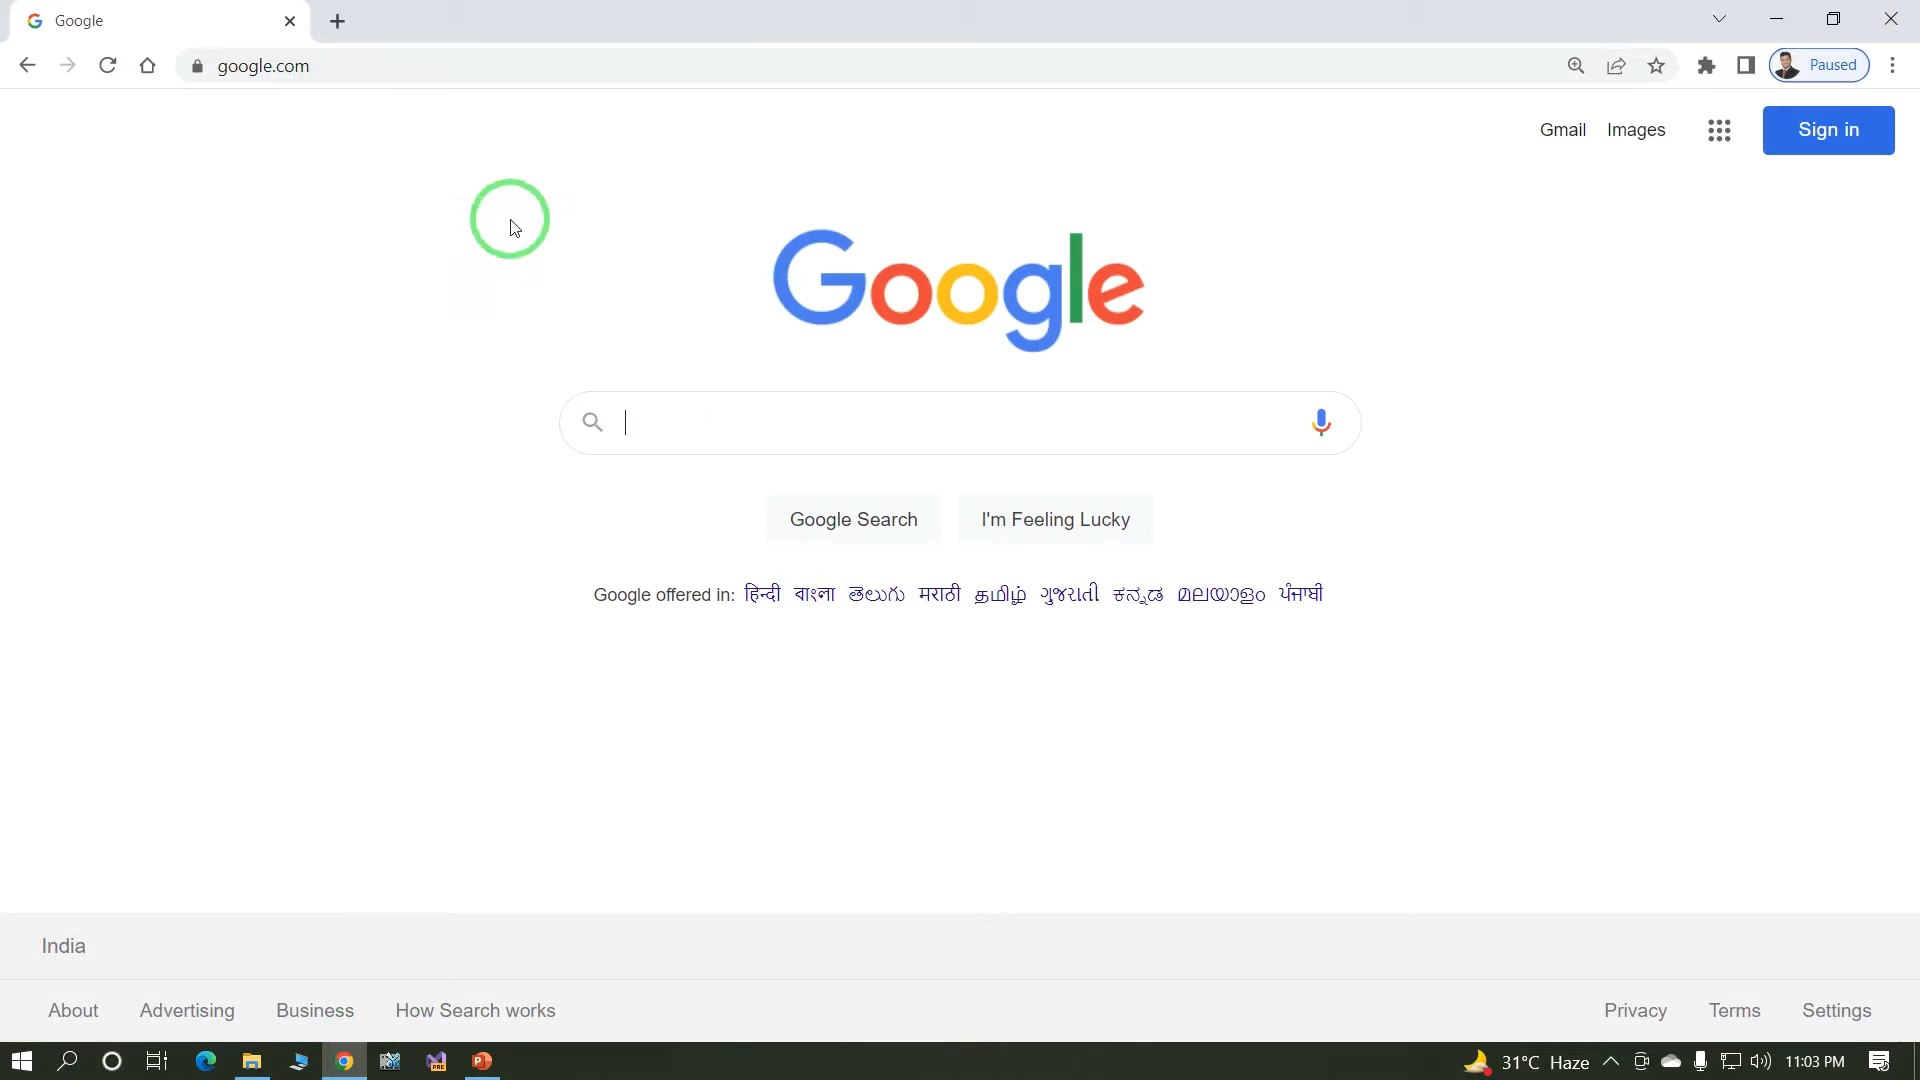 Google
google.com
Paused
Gmail Images Sign in
Google
Google Search I'm Feeling Lucky
Google offered in: हिन्दी বাংলা తెలుగు मराठी தமிழ் ગુજરાતી ಕನ್ನಡ മലയാളം ਪੰਜਾਬੀ
India
About Advertising Business How Search works Privacy Terms Settings
31°C Haze 11:03 PM